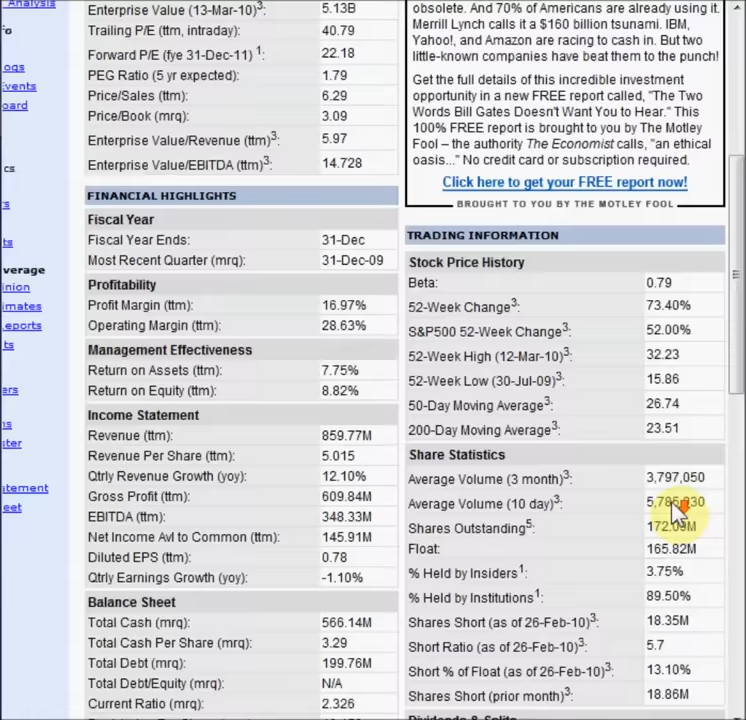 Analysis
fo
ogs
Events
oard
cs
rs
ts
verage
inion
imates
eports
ts
ers
ns
ster
atement
eet
Enterprise Value (13-Mar-10)3: 5.13B
Trailing P/E (ttm, intraday): 40.79
Forward P/E (fye 31-Dec-11) 1: 22.18
PEG Ratio (5 yr expected): 1.79
Price/Sales (ttm): 6.29
Price/Book (mrq): 3.09
Enterprise Value/Revenue (ttm)3: 5.97
Enterprise Value/EBITDA (ttm)3: 14.728
FINANCIAL HIGHLIGHTS
Fiscal Year
Fiscal Year Ends: 31-Dec
Most Recent Quarter (mrq): 31-Dec-09
Profitability
Profit Margin (ttm): 16.97%
Operating Margin (ttm): 28.63%
Management Effectiveness
Return on Assets (ttm): 7.75%
Return on Equity (ttm): 8.82%
Income Statement
Revenue (ttm): 859.77M
Revenue Per Share (ttm): 5.015
Qtrly Revenue Growth (yoy): 12.10%
Gross Profit (ttm): 609.84M
EBITDA (ttm): 348.33M
Net Income Avl to Common (ttm): 145.91M
Diluted EPS (ttm): 0.78
Qtrly Earnings Growth (yoy): -1.10%
Balance Sheet
Total Cash (mrq): 566.14M
Total Cash Per Share (mrq): 3.29
Total Debt (mrq): 199.76M
Total Debt/Equity (mrq): N/A
Current Ratio (mrq): 2.326
obsolete. And 70% of Americans are already using it.
Merrill Lynch calls it a $160 billion tsunami. IBM,
Yahoo!, and Amazon are racing to cash in. But two
little-known companies have beat them to the punch!
Get the full details of this incredible investment
opportunity in a new FREE report called, "The Two
Words Bill Gates Doesn't Want You to Hear." This
100% FREE report is brought to you by The Motley
Fool – the authority The Economist calls, "an ethical
oasis..." No credit card or subscription required.
Click here to get your FREE report now!
BROUGHT TO YOU BY THE MOTLEY FOOL
TRADING INFORMATION
Stock Price History
Beta: 0.79
52-Week Change3: 73.40%
S&P500 52-Week Change3: 52.00%
52-Week High (12-Mar-10)3: 32.23
52-Week Low (30-Jul-09)3: 15.86
50-Day Moving Average3: 26.74
200-Day Moving Average3: 23.51
Share Statistics
Average Volume (3 month)3: 3,797,050
Average Volume (10 day)3:
Shares Outstanding5:
Float: 165.82M
% Held by Insiders1: 3.75%
% Held by Institutions1: 89.50%
Shares Short (as of 26-Feb-10)3: 18.35M
Short Ratio (as of 26-Feb-10)3: 5.7
Short % of Float (as of 26-Feb-10)3: 13.10%
Shares Short (prior month)3: 18.86M
Dividends & Splits